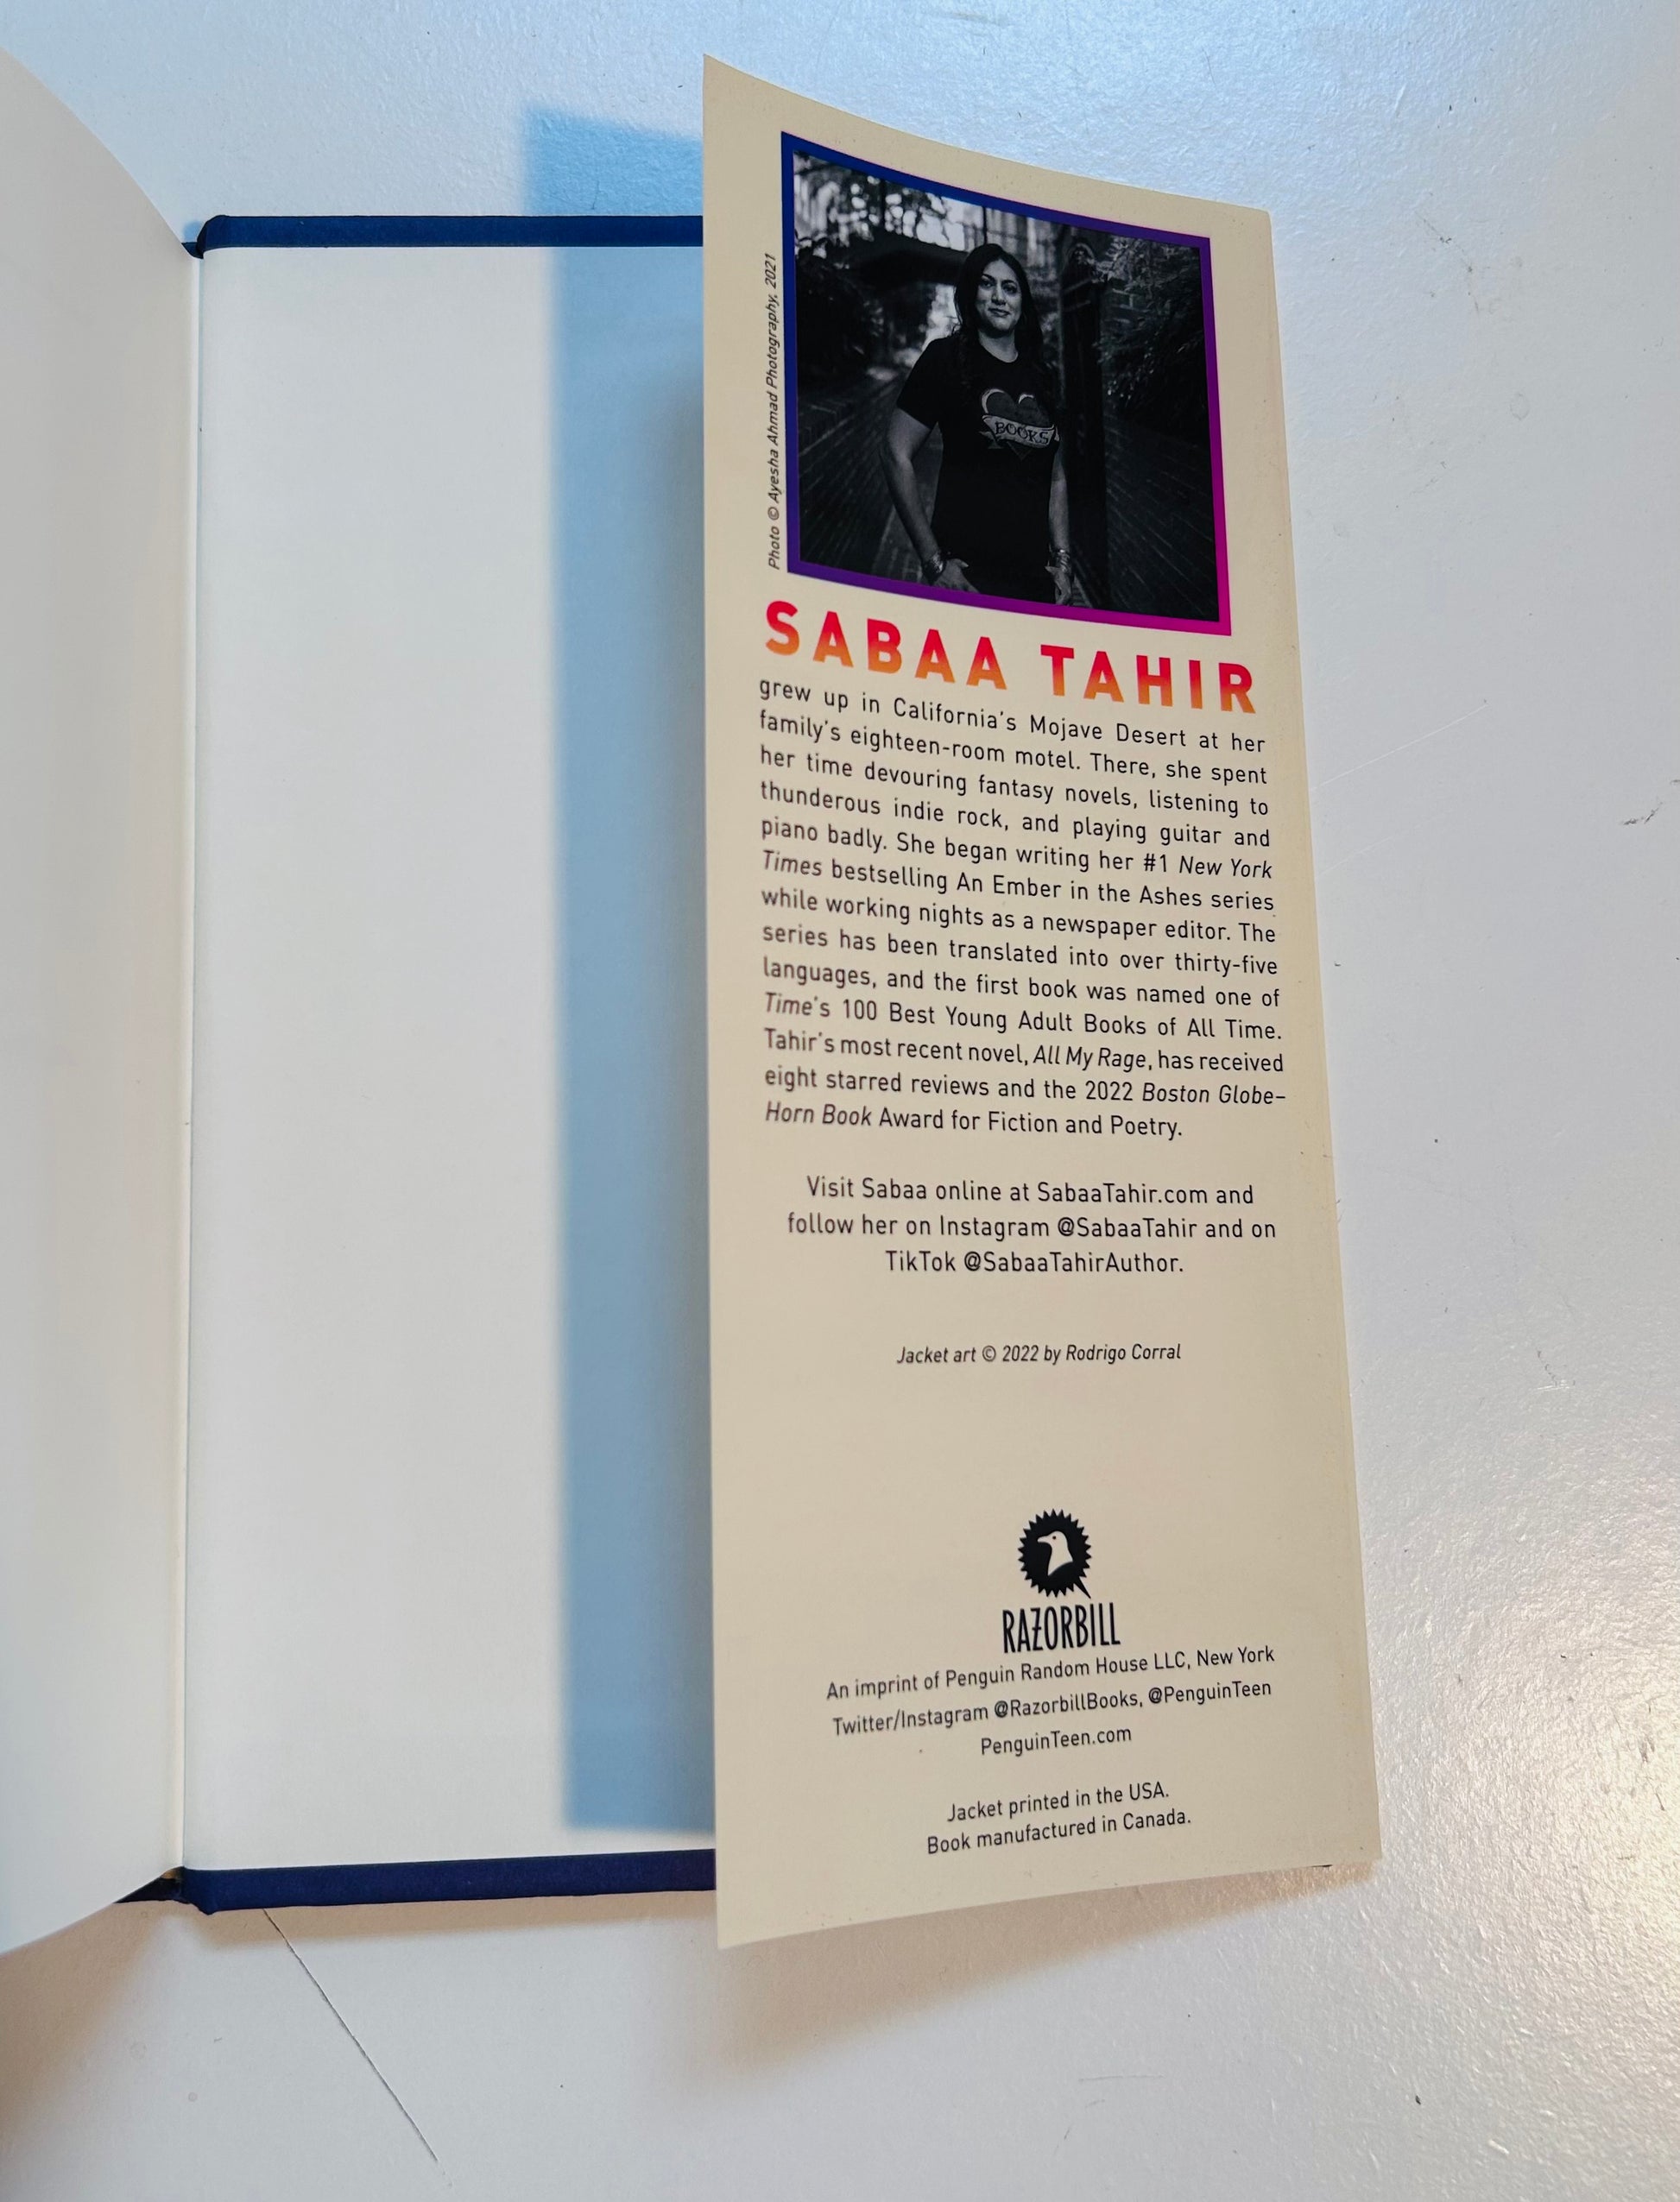 Photo © Ayesha Ahmad Photography, 2021
BOOKS
SABAA TAHIR
grew up in California's Mojave Desert at her
family's eighteen-room motel. There, she spent
her time devouring fantasy novels, listening to
thunderous indie rock, and playing guitar and
piano badly. She began writing her #1 New York
Times bestselling An Ember in the Ashes series
while working nights as a newspaper editor. The
series has been translated into over thirty-five
languages, and the first book was named one of
Time's 100 Best Young Adult Books of All Time.
Tahir's most recent novel, All My Rage, has received
eight starred reviews and the 2022 Boston Globe–
Horn Book Award for Fiction and Poetry.
Visit Sabaa online at SabaaTahir.com and
follow her on Instagram @SabaaTahir and on
TikTok @SabaaTahirAuthor.
Jacket art © 2022 by Rodrigo Corral
RAZORBILL
An imprint of Penguin Random House LLC, New York
Twitter/Instagram @RazorbillBooks, @PenguinTeen
PenguinTeen.com
Jacket printed in the USA.
Book manufactured in Canada.